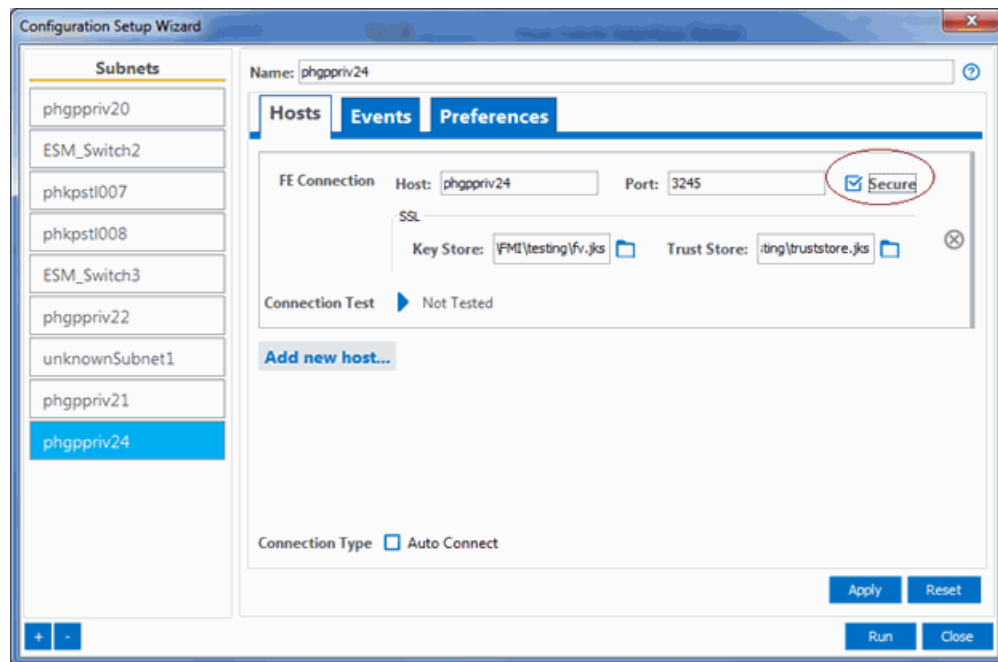 Configuration Setup Wizard
Subnets
phgppriv20
ESM_Switch2
phkpstl007
phkpstl008
ESM_Switch3
phgppriv22
unknownSubnet1
phgppriv21
phgppriv24
+ -
Name: phgppriv24
Hosts Events Preferences
FE Connection Host: phgppriv24 Port: 3245 Secure
SSL
Key Store: \FMI\testing\fv.jks Trust Store: :ting\truststore.jks
Connection Test Not Tested
Add new host...
Connection Type Auto Connect
Apply Reset
Run Close